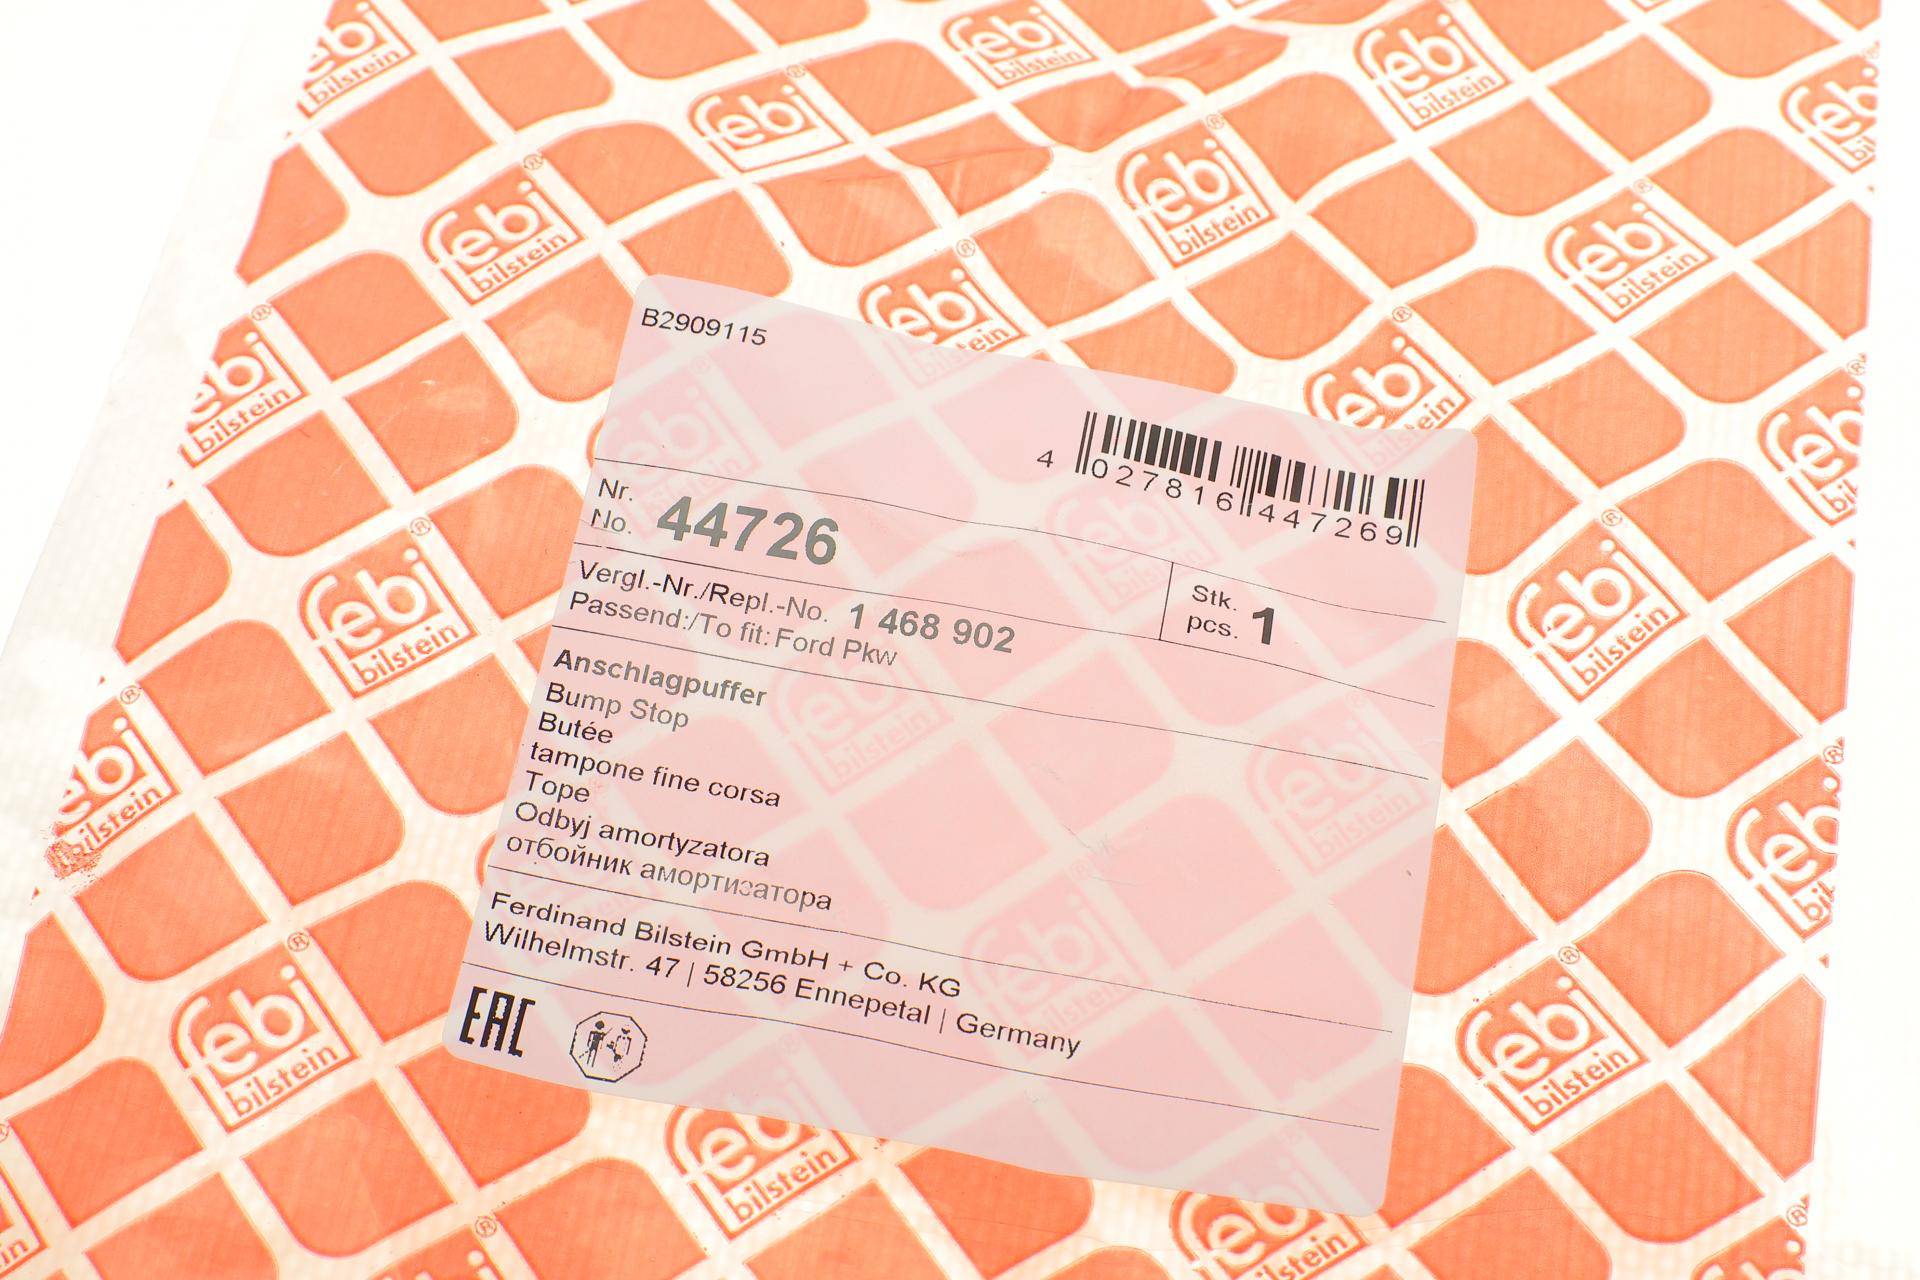 B2909115
4 027816 447269
Nr.
No. 44726
Vergl.-Nr./Repl.-No. 1 468 902
Passend:/To fit: Ford Pkw
Stk.
pcs. 1
Anschlagpuffer
Bump Stop
Butée
tampone fine corsa
Tope
Odbyj amortyzatora
отбойник амортизатора
Ferdinand Bilstein GmbH + Co. KG
Wilhelmstr. 47 | 58256 Ennepetal | Germany
EAC
febi
bilstein